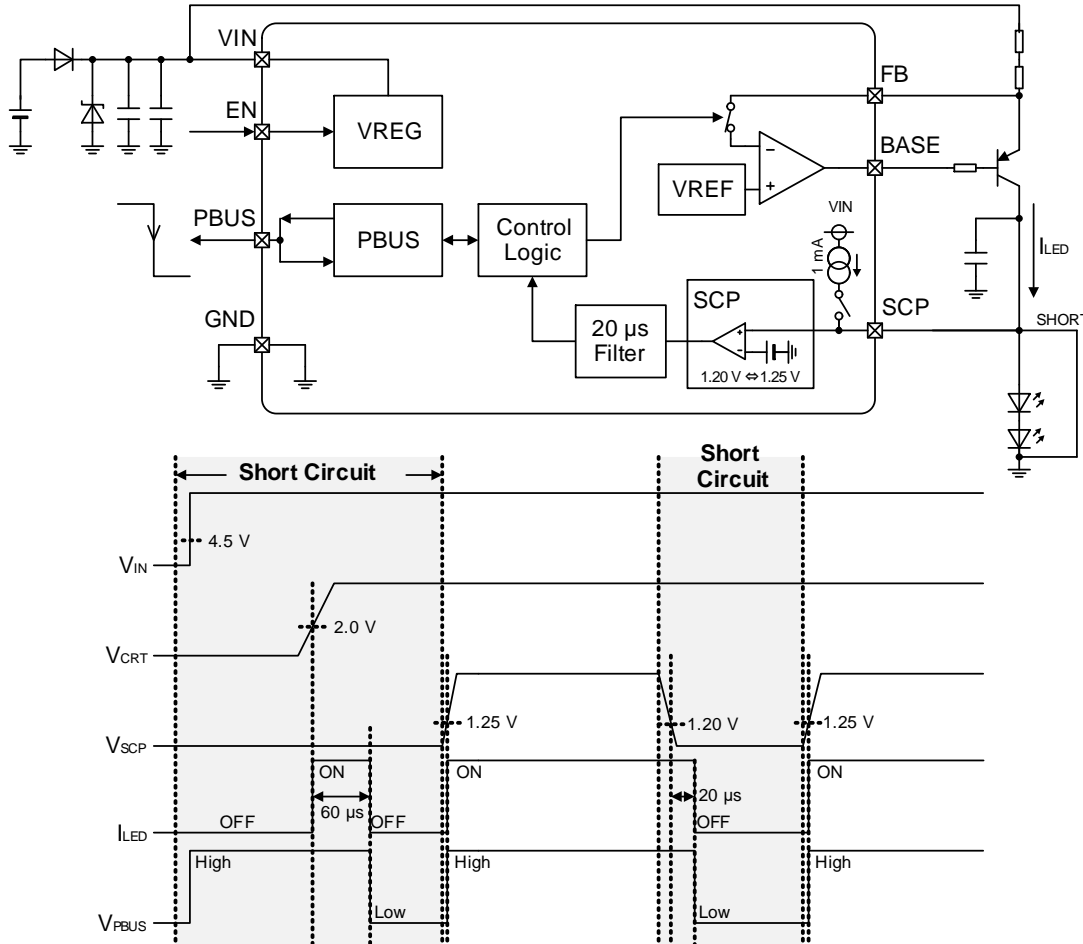 VIN
EN
VREG
FB
BASE
VREF
−
+
PBUS
PBUS
Control
Logic
VIN
1 mA
ILED
GND
20 µs
Filter
SCP
+
−
1.20 V ⇔ 1.25 V
SCP
SHORT
Short Circuit
Short
Circuit
4.5 V
VIN
2.0 V
VCRT
1.25 V
1.20 V
1.25 V
VSCP
ON
ON
ON
60 µs
20 µs
OFF
OFF
OFF
ILED
High
High
High
Low
Low
VPBUS